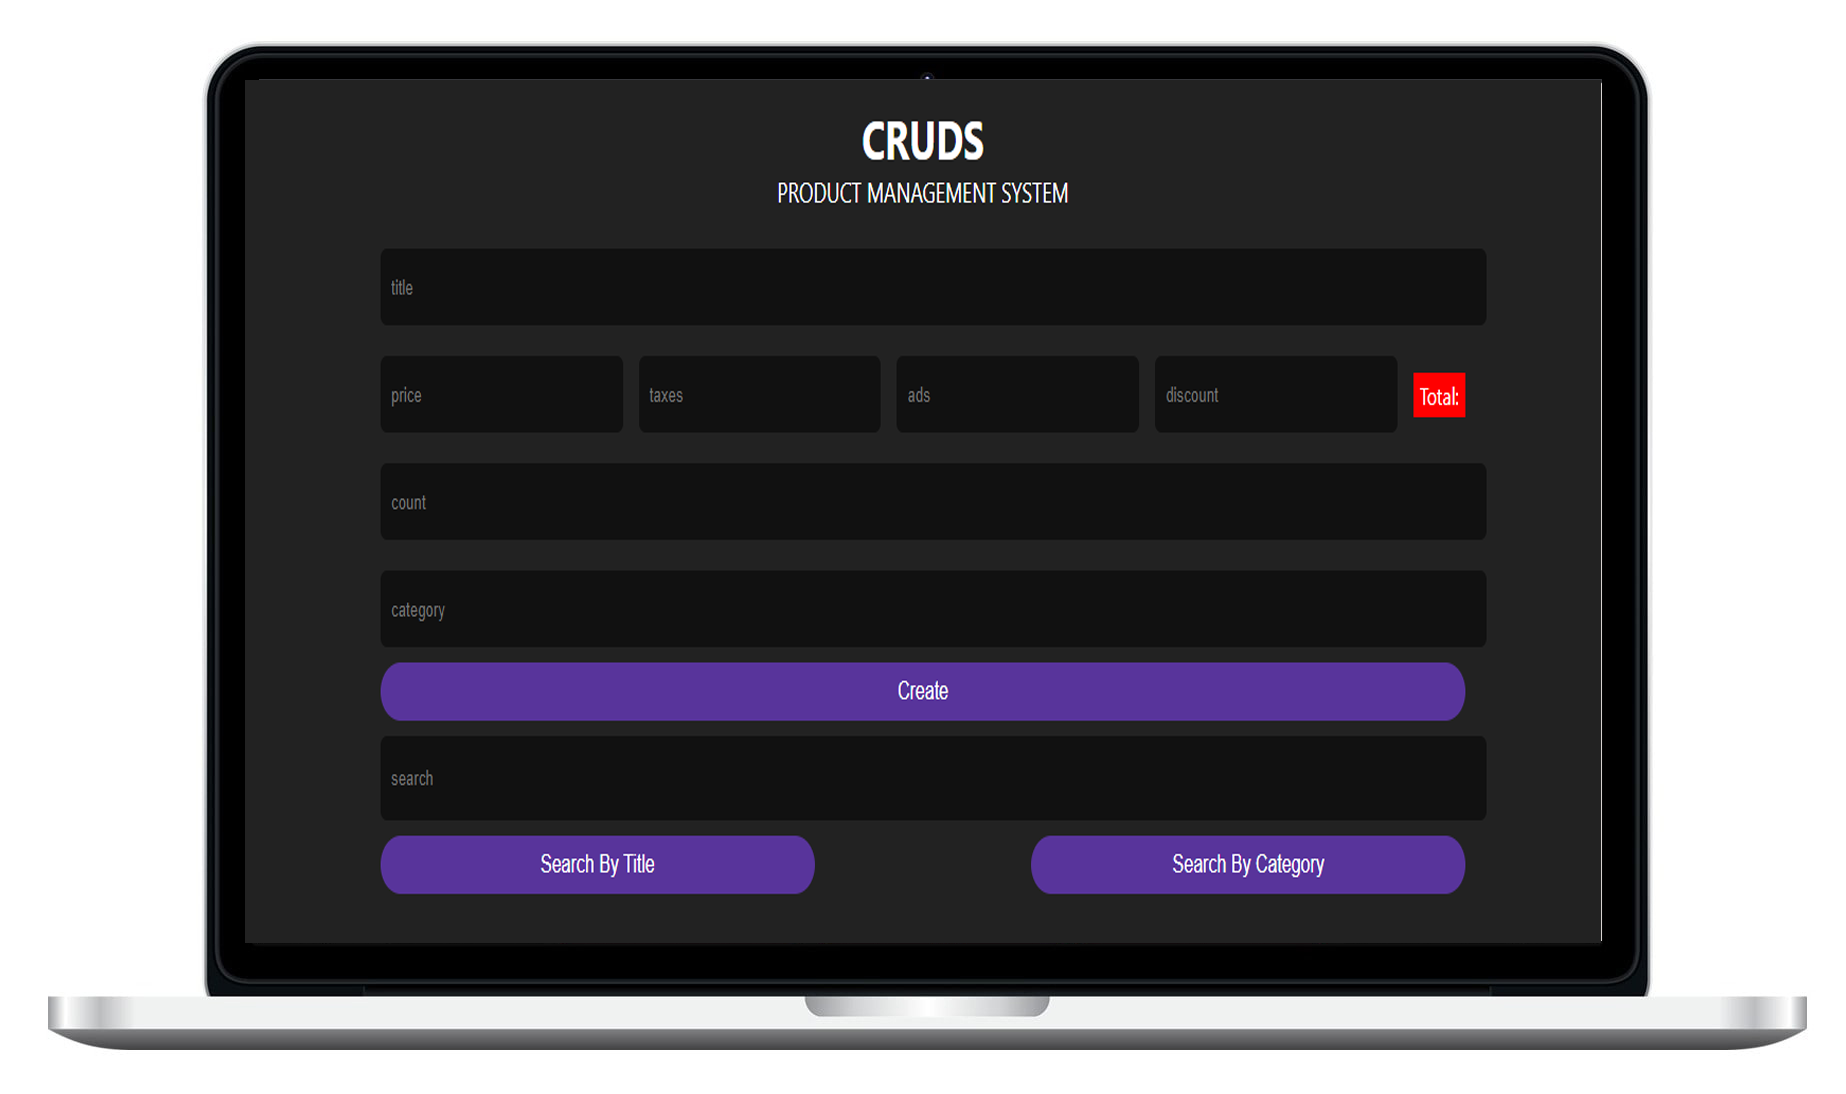 CRUDS
PRODUCT MANAGEMENT SYSTEM
title
price taxes ads discount Total:
count
category
Create
search
Search By Title Search By Category